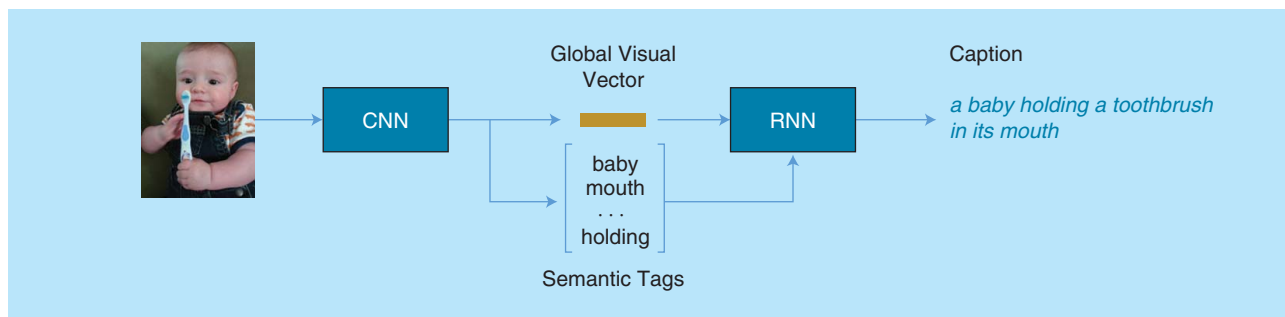 Global Visual
Vector
Caption
CNN
RNN
a baby holding a toothbrush
in its mouth
baby
mouth
. . .
holding
Semantic Tags